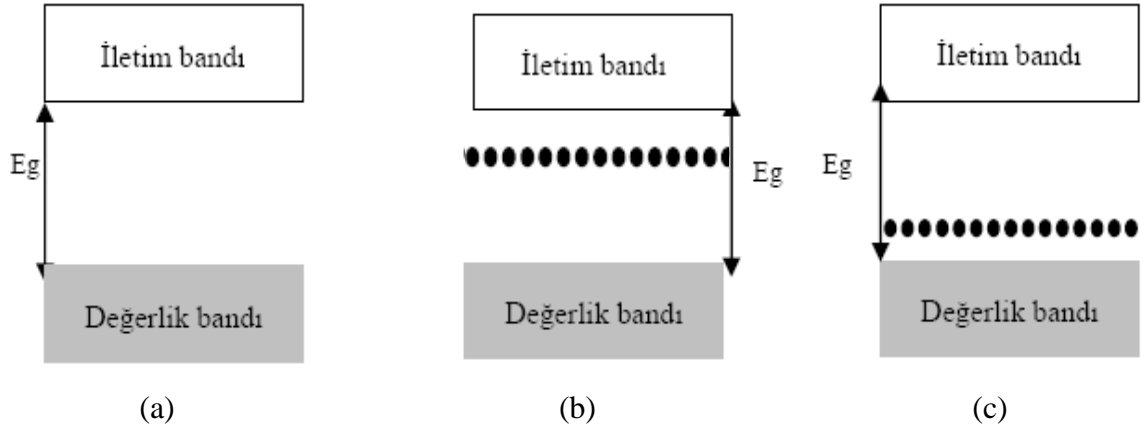 İletim bandı
Eg
Değerlik bandı
(a)
İletim bandı
Eg
Değerlik bandı
(b)
İletim bandı
Eg
Değerlik bandı
(c)